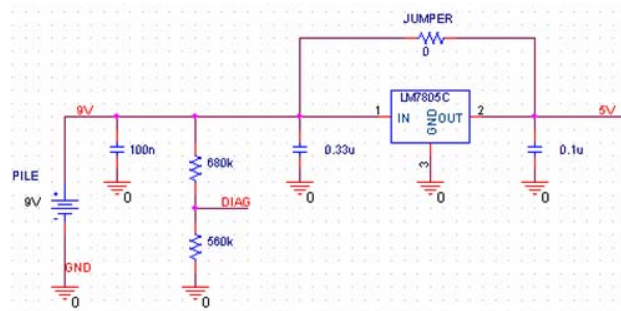 JUMPER
0
LM7805C
9V
1
IN
GND
OUT
2
5V
3
100n
680k
0.33u
0.1u
PILE
9V
DIAG
0
0
0
0
560k
GND
0
0